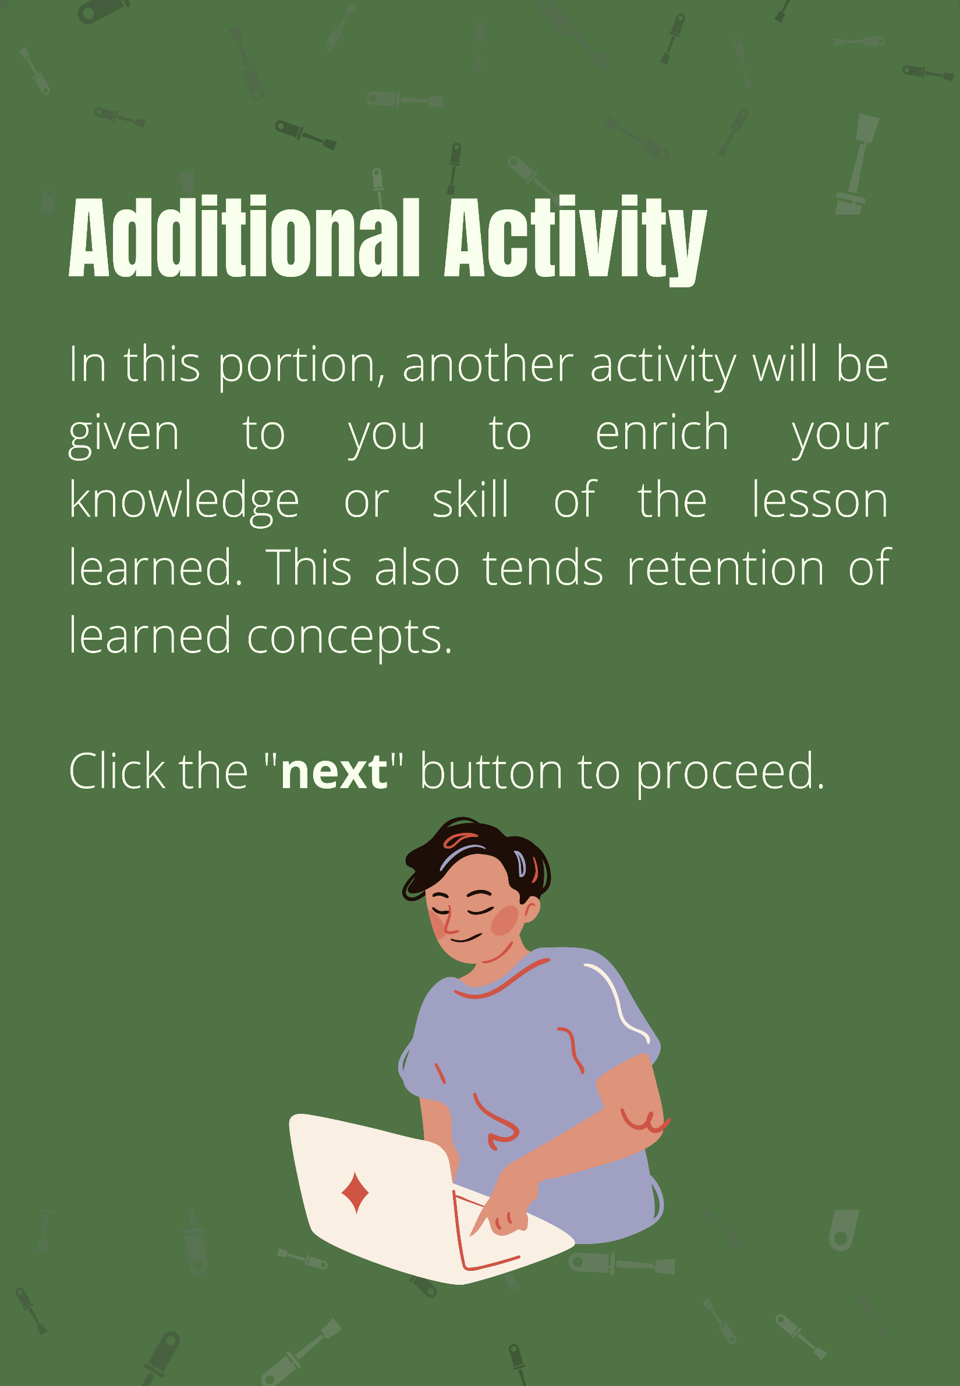 Additional Activity
In this portion, another activity will be
given to you to enrich your
knowledge or skill of the lesson
learned. This also tends retention of
learned concepts.
Click the "next" button to proceed.